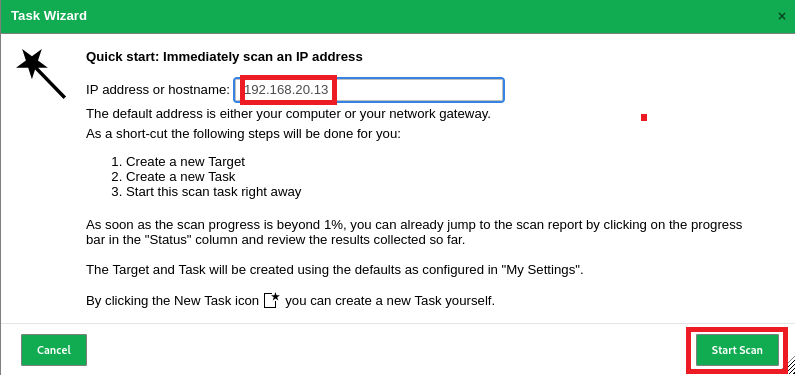 Task Wizard
×
Quick start: Immediately scan an IP address
IP address or hostname: 192.168.20.13
The default address is either your computer or your network gateway.
As a short-cut the following steps will be done for you:
1. Create a new Target
2. Create a new Task
3. Start this scan task right away
As soon as the scan progress is beyond 1%, you can already jump to the scan report by clicking on the progress
bar in the "Status" column and review the results collected so far.
The Target and Task will be created using the defaults as configured in "My Settings".
By clicking the New Task icon you can create a new Task yourself.
Cancel
Start Scan